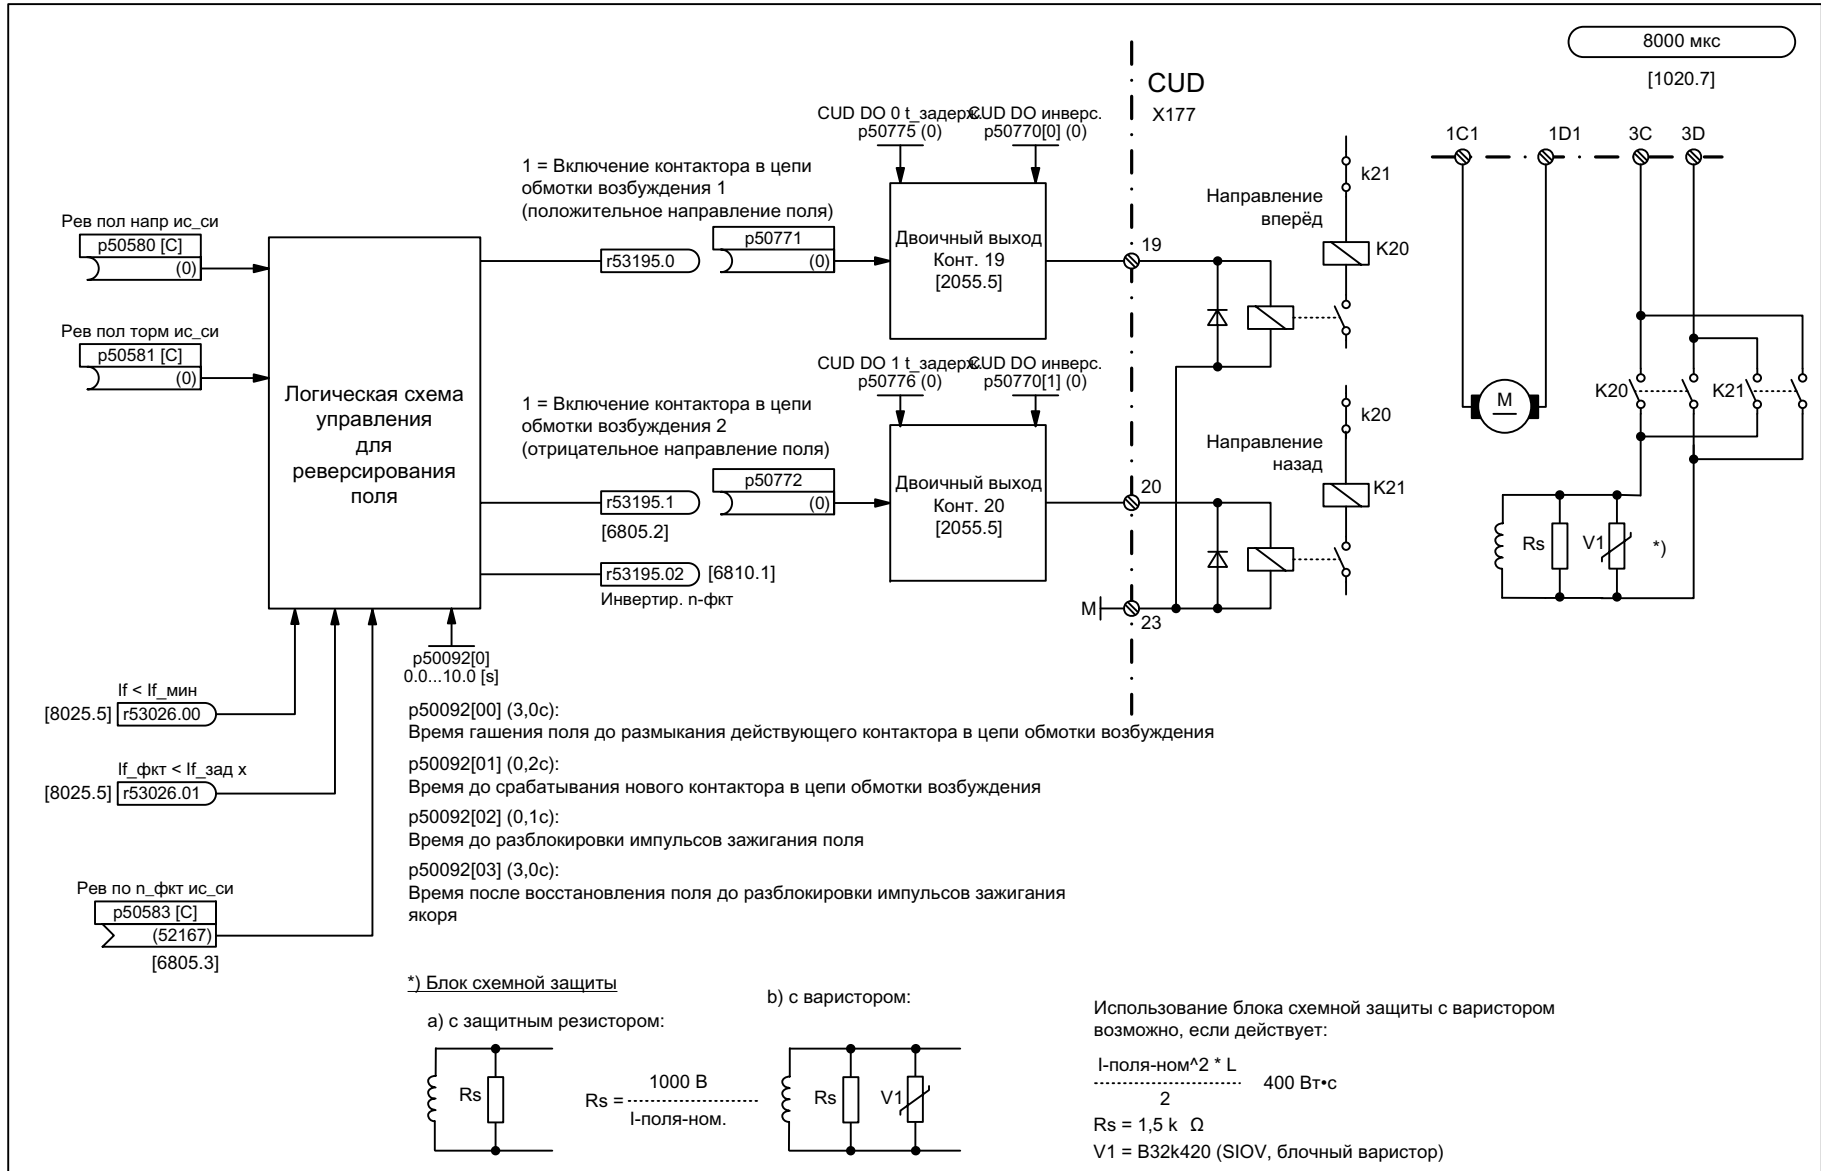 8000 мкс
[1020.7]
CUD
X177
CUD DO 0 t_задерж.
p50775 (0)
CUD DO инверс.
p50770[0] (0)
1C1
1D1
3C
3D
1 = Включение контактора в цепи
обмотки возбуждения 1
(положительное направление поля)
k21
Направление
вперёд
K20
Рев пол напр ис_си
p50580 [C]
(0)
r53195.0
p50771
(0)
Двоичный выход
Конт. 19
[2055.5]
19
Рев пол торм ис_си
p50581 [C]
(0)
Логическая схема
управления
для
реверсирования
поля
CUD DO 1 t_задерж.
p50776 (0)
CUD DO инверс.
p50770[1] (0)
1 = Включение контактора в цепи
обмотки возбуждения 2
(отрицательное направление поля)
k20
Направление
назад
K21
K20
K21
M
r53195.1
[6805.2]
p50772
(0)
Двоичный выход
Конт. 20
[2055.5]
20
r53195.02
[6810.1]
Инвертир. n-фкт
M
23
Rs
V1
*)
p50092[0]
0.0...10.0 [s]
If < If_мин
[8025.5]
r53026.00
If_фкт < If_зад x
[8025.5]
r53026.01
Рев по n_фкт ис_си
p50583 [C]
(52167)
[6805.3]
p50092[00] (3,0с):
Время гашения поля до размыкания действующего контактора в цепи обмотки возбуждения
p50092[01] (0,2с):
Время до срабатывания нового контактора в цепи обмотки возбуждения
p50092[02] (0,1с):
Время до разблокировки импульсов зажигания поля
p50092[03] (3,0с):
Время после восстановления поля до разблокировки импульсов зажигания
якоря
*) Блок схемной защиты
a) с защитным резистором:
Rs
Rs =
1000 В
I-поля-ном.
b) с варистором:
Rs
V1
Использование блока схемной защиты с варистором
возможно, если действует:
I-поля-ном^2 * L
2
400 Вт•с
Rs = 1,5 k Ω
V1 = B32k420 (SIOV, блочный варистор)